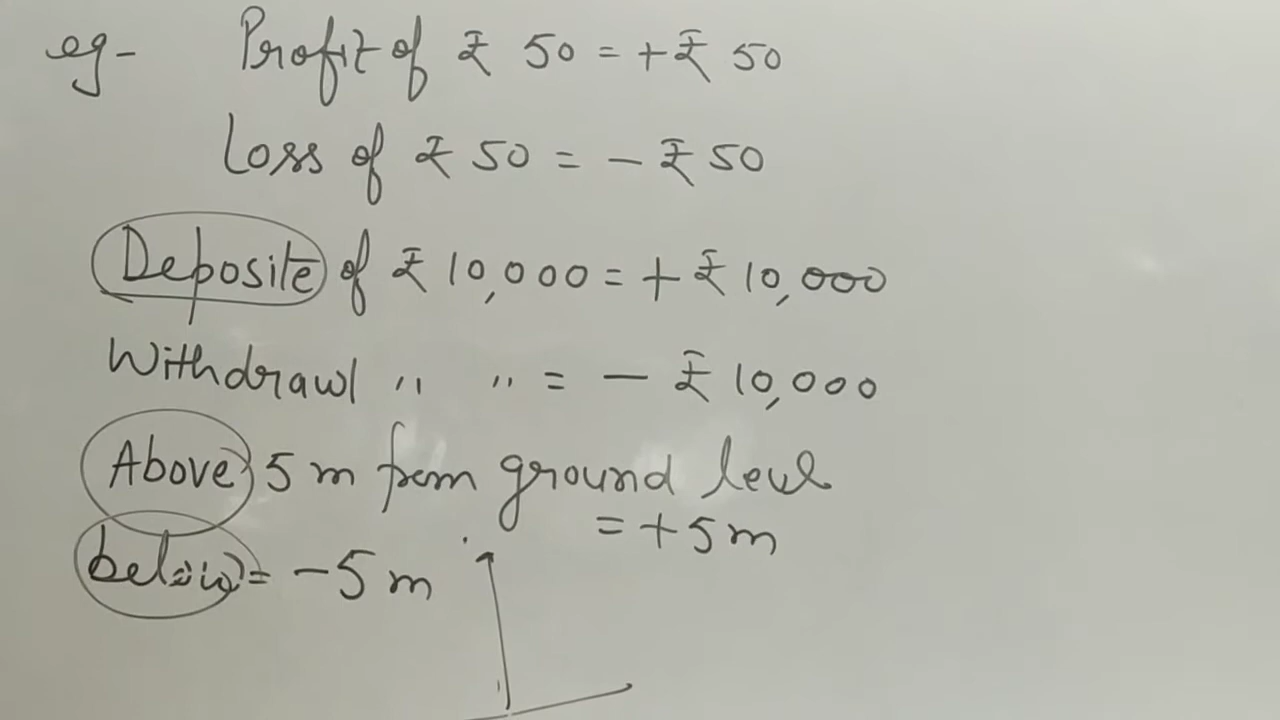 eg- Profit of ₹ 50 = +₹ 50
Loss of ₹ 50 = - ₹ 50
Deposite of ₹ 10,000 = + ₹ 10,000
Withdrawl " " = - ₹ 10,000
Above 5 m from ground level
= +5 m
below = -5 m